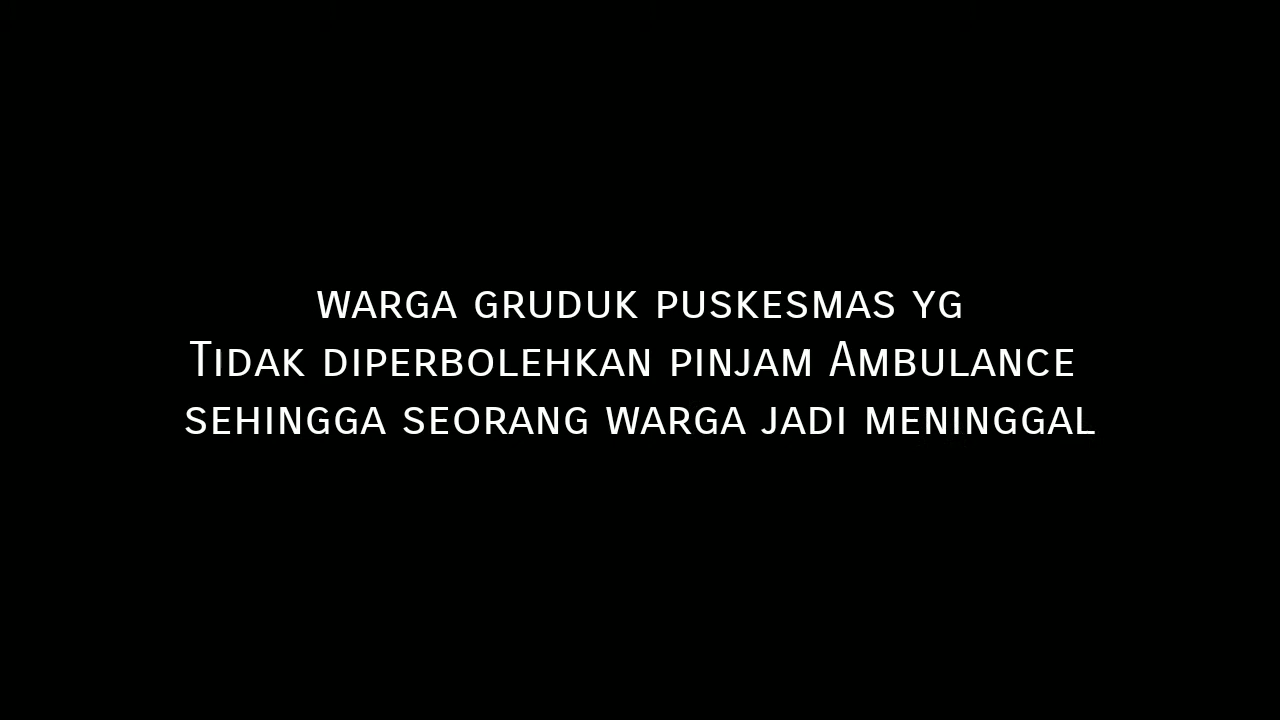 WARGA GRUDUK PUSKESMAS YG
TIDAK DIPERBOLEHKAN PINJAM AMBULANCE
SEHINGGA SEORANG WARGA JADI MENINGGAL